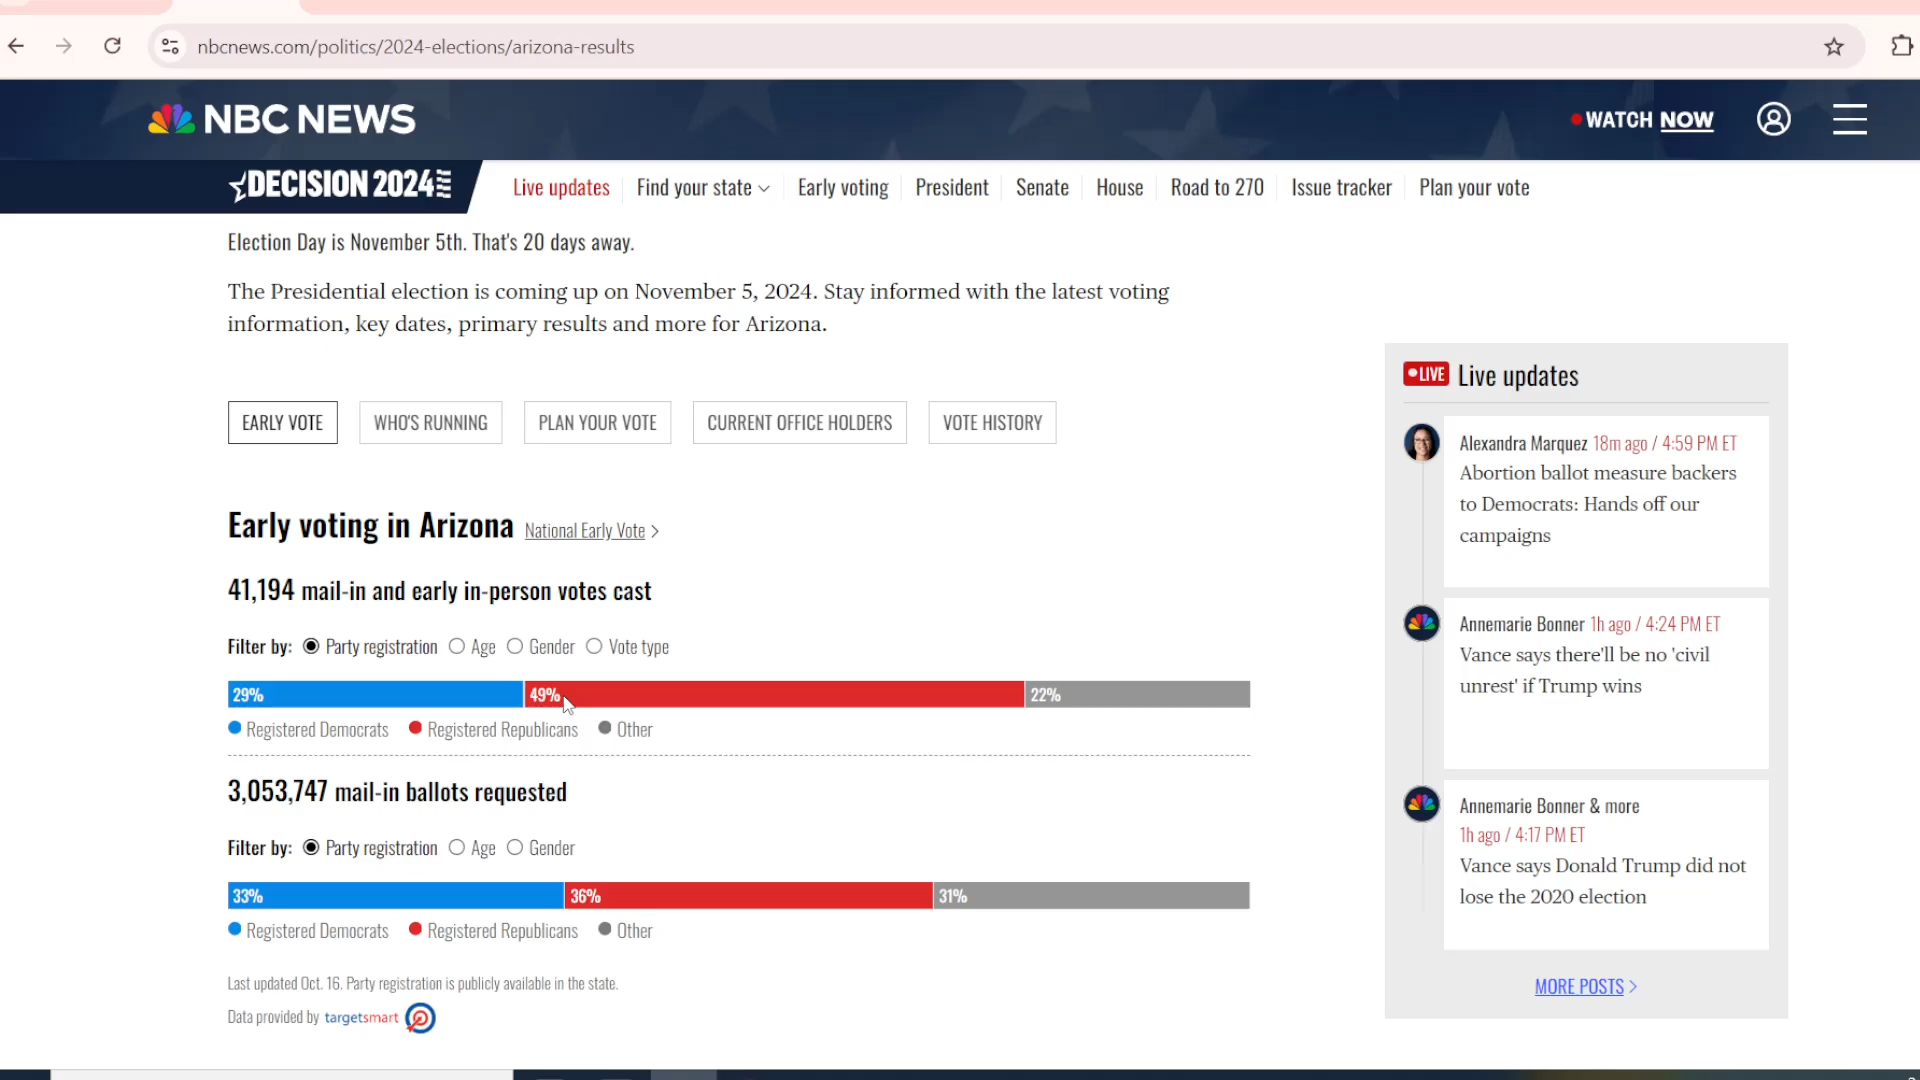 nbcnews.com/politics/2024-elections/arizona-results
NBC NEWS
WATCH NOW
DECISION 2024
Live updates
Find your state
Early voting
President
Senate
House
Road to 270
Issue tracker
Plan your vote
Election Day is November 5th. That's 20 days away.
The Presidential election is coming up on November 5, 2024. Stay informed with the latest voting
information, key dates, primary results and more for Arizona.
EARLY VOTE
WHO'S RUNNING
PLAN YOUR VOTE
CURRENT OFFICE HOLDERS
VOTE HISTORY
Early voting in Arizona National Early Vote
41,194 mail-in and early in-person votes cast
Filter by: Party registration Age Gender Vote type
29% 49% 22%
Registered Democrats Registered Republicans Other
3,053,747 mail-in ballots requested
Filter by: Party registration Age Gender
33% 36% 31%
Registered Democrats Registered Republicans Other
Last updated Oct. 16. Party registration is publicly available in the state.
Data provided by targetsmart
LIVE Live updates
Alexandra Marquez 18m ago / 4:59 PM ET
Abortion ballot measure backers
to Democrats: Hands off our
campaigns
Annemarie Bonner 1h ago / 4:24 PM ET
Vance says there'll be no 'civil
unrest' if Trump wins
Annemarie Bonner & more
1h ago / 4:17 PM ET
Vance says Donald Trump did not
lose the 2020 election
MORE POSTS